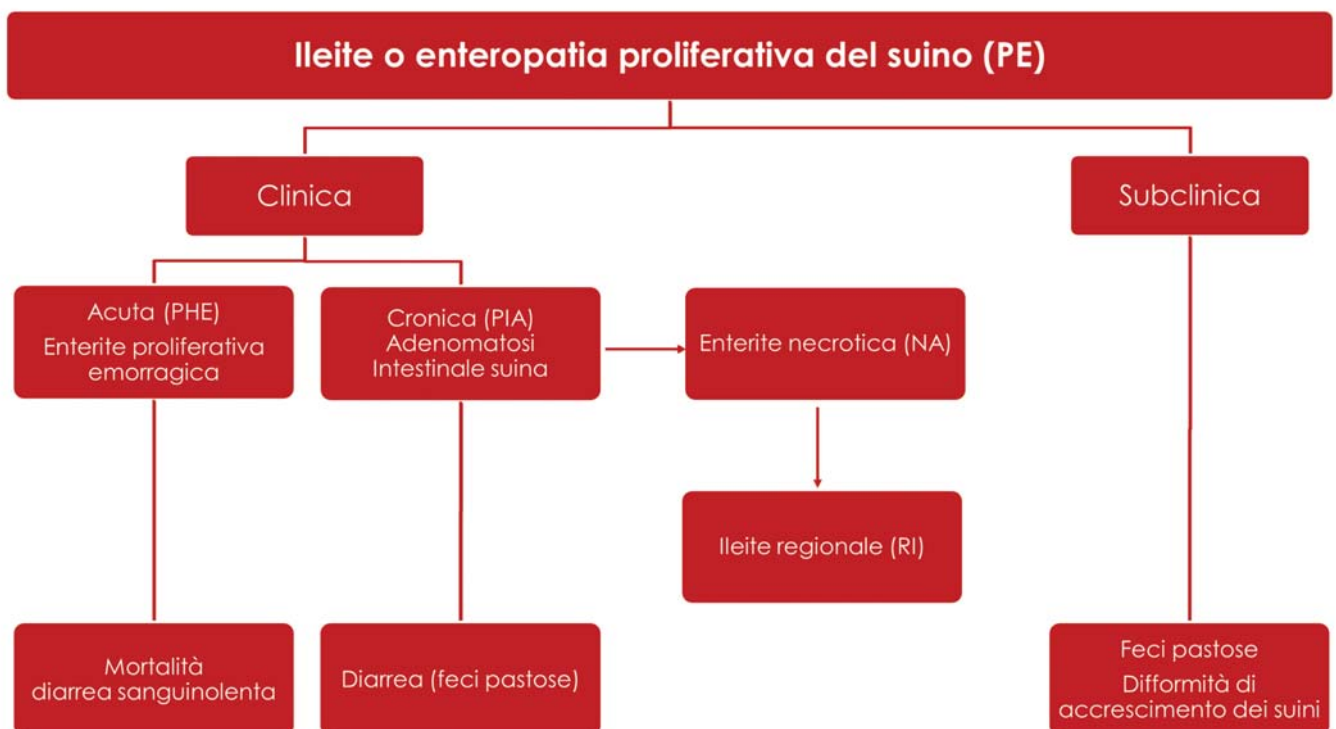 Ileite o enteropatia proliferativa del suino (PE)
Clinica
Subclinica
Acuta (PHE)
Enterite proliferativa
emorragica
Cronica (PIA)
Adenomatosi
Intestinale suina
Enterite necrotica (NA)
Ileite regionale (RI)
Mortalità
diarrea sanguinolenta
Diarrea (feci pastose)
Feci pastose
Difformità di
accrescimento dei suini